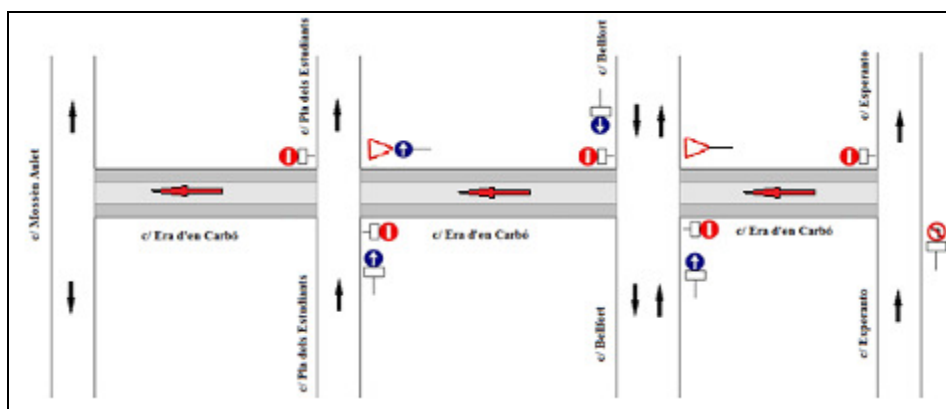 c/ Mossèn Aulet
c/ Pla dels Estudiants
c/ Bellfort
c/ Esperanto
c/ Era d'en Carbó
c/ Era d'en Carbó
c/ Era d'en Carbó
c/ Pla dels Estudiants
c/ Bellfort
c/ Esperanto